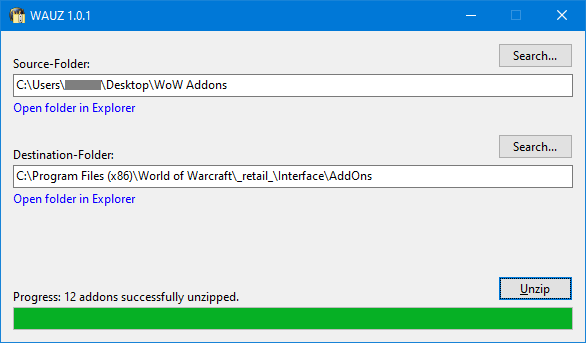 WAUZ 1.0.1
Search...
Source-Folder:
C:\Users\ \Desktop\WoW Addons
Open folder in Explorer
Search...
Destination-Folder:
C:\Program Files (x86)\World of Warcraft\_retail_\Interface\AddOns
Open folder in Explorer
Unzip
Progress: 12 addons successfully unzipped.